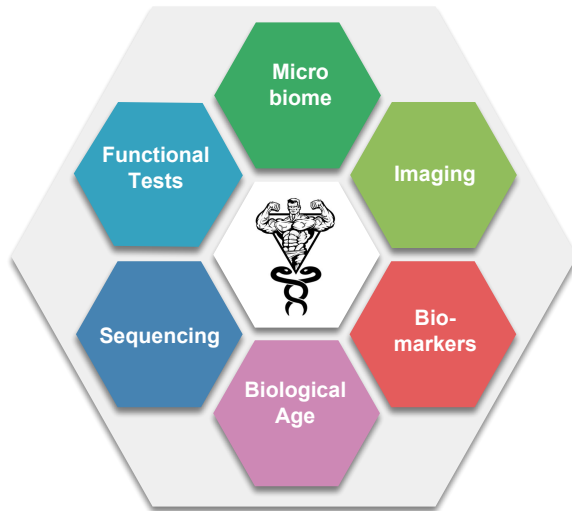 Micro
biome
Functional
Tests
Imaging
Sequencing
Bio-
markers
Biological
Age